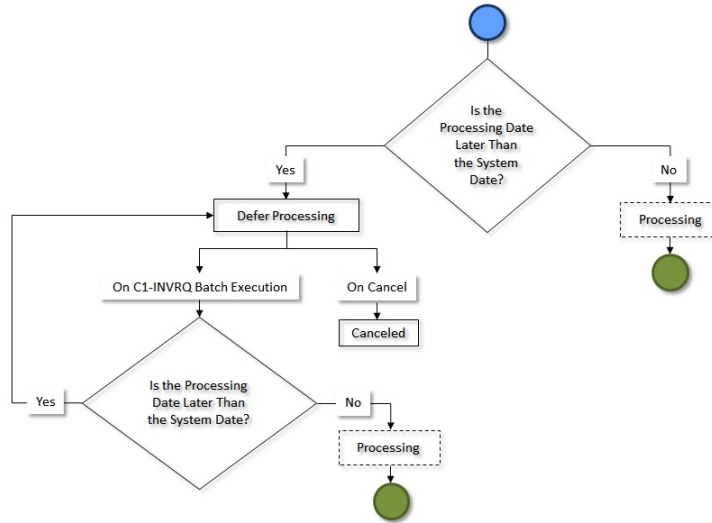 Is the
Processing Date
Later Than
the System
Date?
Yes
No
Defer Processing
Processing
On C1-INVRQ Batch Execution
On Cancel
Canceled
Is the Processing
Date Later Than
the System Date?
Yes
No
Processing